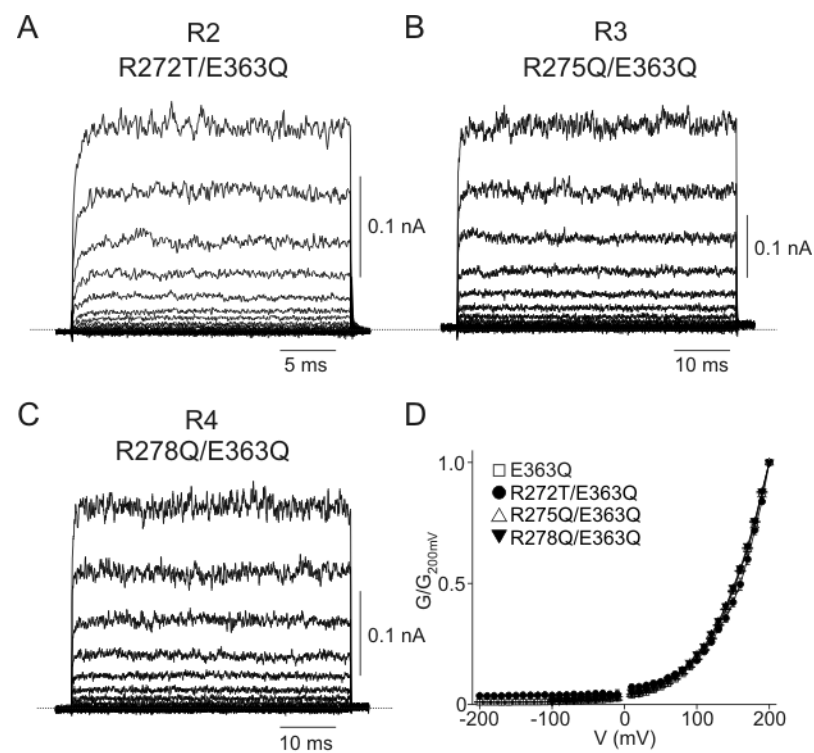 A
R2
R272T/E363Q
0.1 nA
5 ms
B
R3
R275Q/E363Q
0.1 nA
10 ms
C
R4
R278Q/E363Q
0.1 nA
10 ms
D
E363Q
R272T/E363Q
R275Q/E363Q
R278Q/E363Q
G/G200mV
1.0
0.5
0
-200
-100
0
100
200
V (mV)